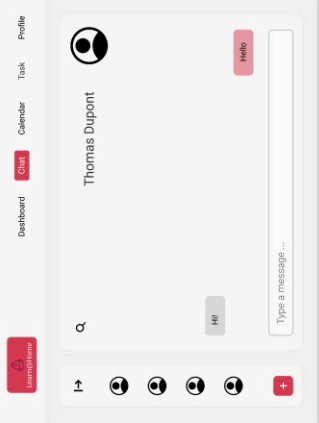 Learn@Home
Dashboard
Chat
Calendar
Task
Profile
Thomas Dupont
Hi!
Hello
Type a message ...
+